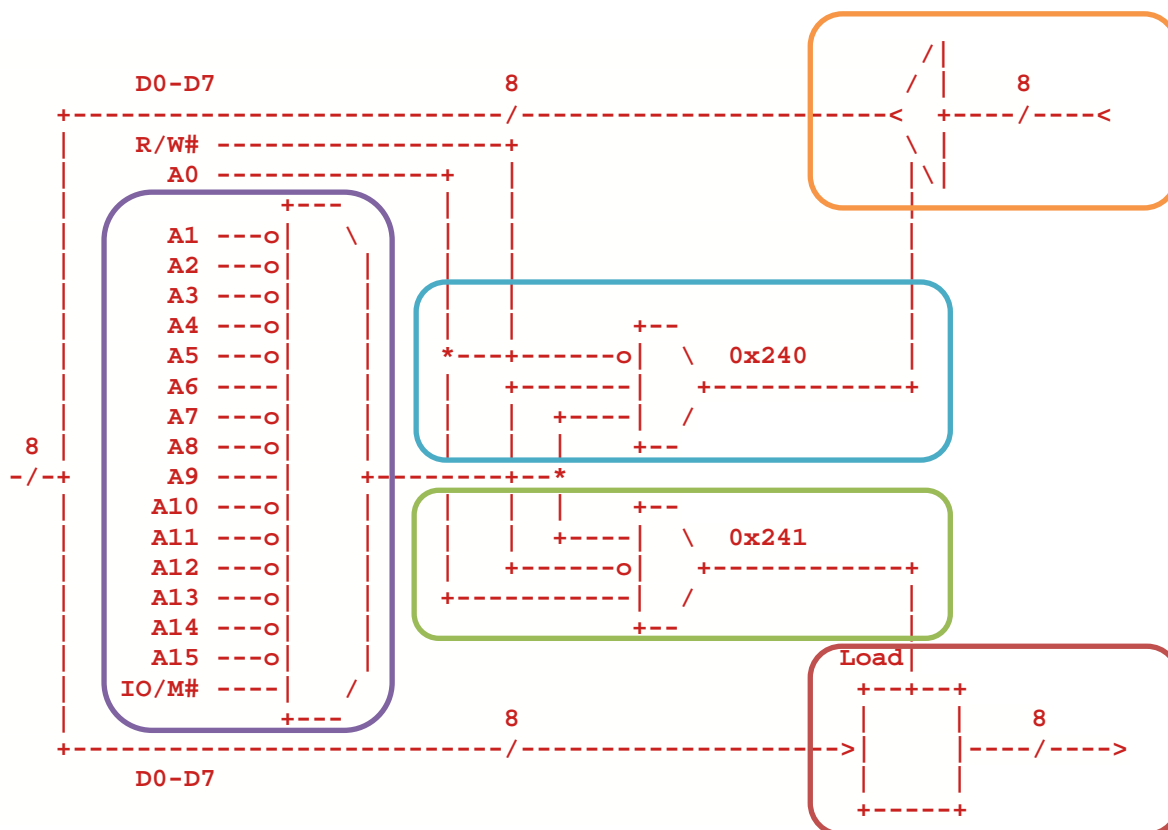 D0-D7 8 8
R/W#
A0
A1
A2
A3
A4
A5 0x240
A6
A7
8 A8
A9
A10
A11 0x241
A12
A13
A14
A15 Load
IO/M#
8 8
D0-D7